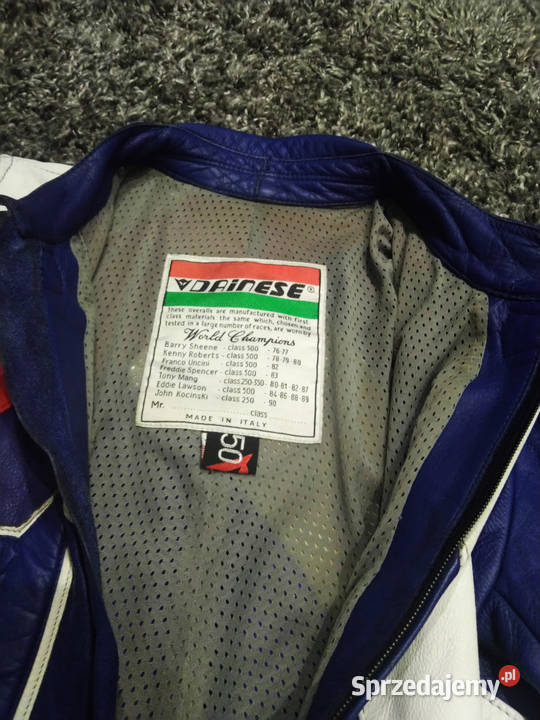 DAINESE ®
These overalls are manufactured with first
class materials the same which, chosen and
tested in a large number of races, are worn by
World Champions
Barry Sheene - class 500 - 76-77
Kenny Roberts - class 500 - 78-79-80
Franco Uncini - class 500 - 82
Freddie Spencer - class 500 - 83
Tony Mang - class 250-350 - 80-81-82-87
Eddie Lawson - class 500 - 84-86-88-89
John Kocinski - class 250 - 90
Mr. class
MADE IN ITALY
50
Sprzedajemy.pl